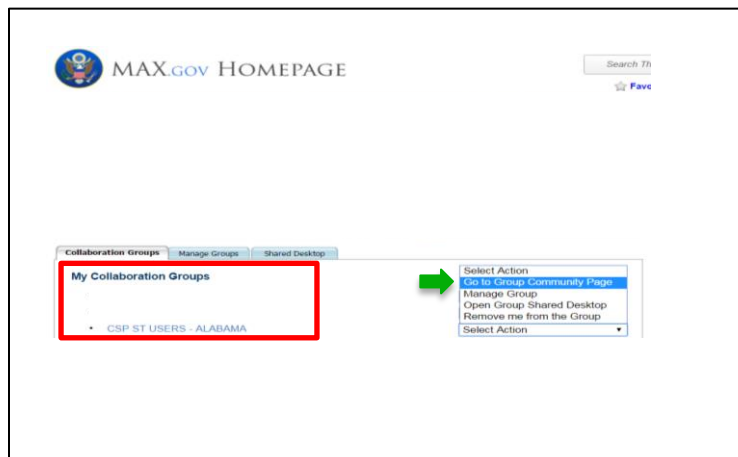 MAX.GOV HOMEPAGE
Search Th
Favo
Collaboration Groups Manage Groups Shared Desktop
My Collaboration Groups
Select Action
Go to Group Community Page
Manage Group
Open Group Shared Desktop
Remove me from the Group
• CSP ST USERS - ALABAMA
Select Action